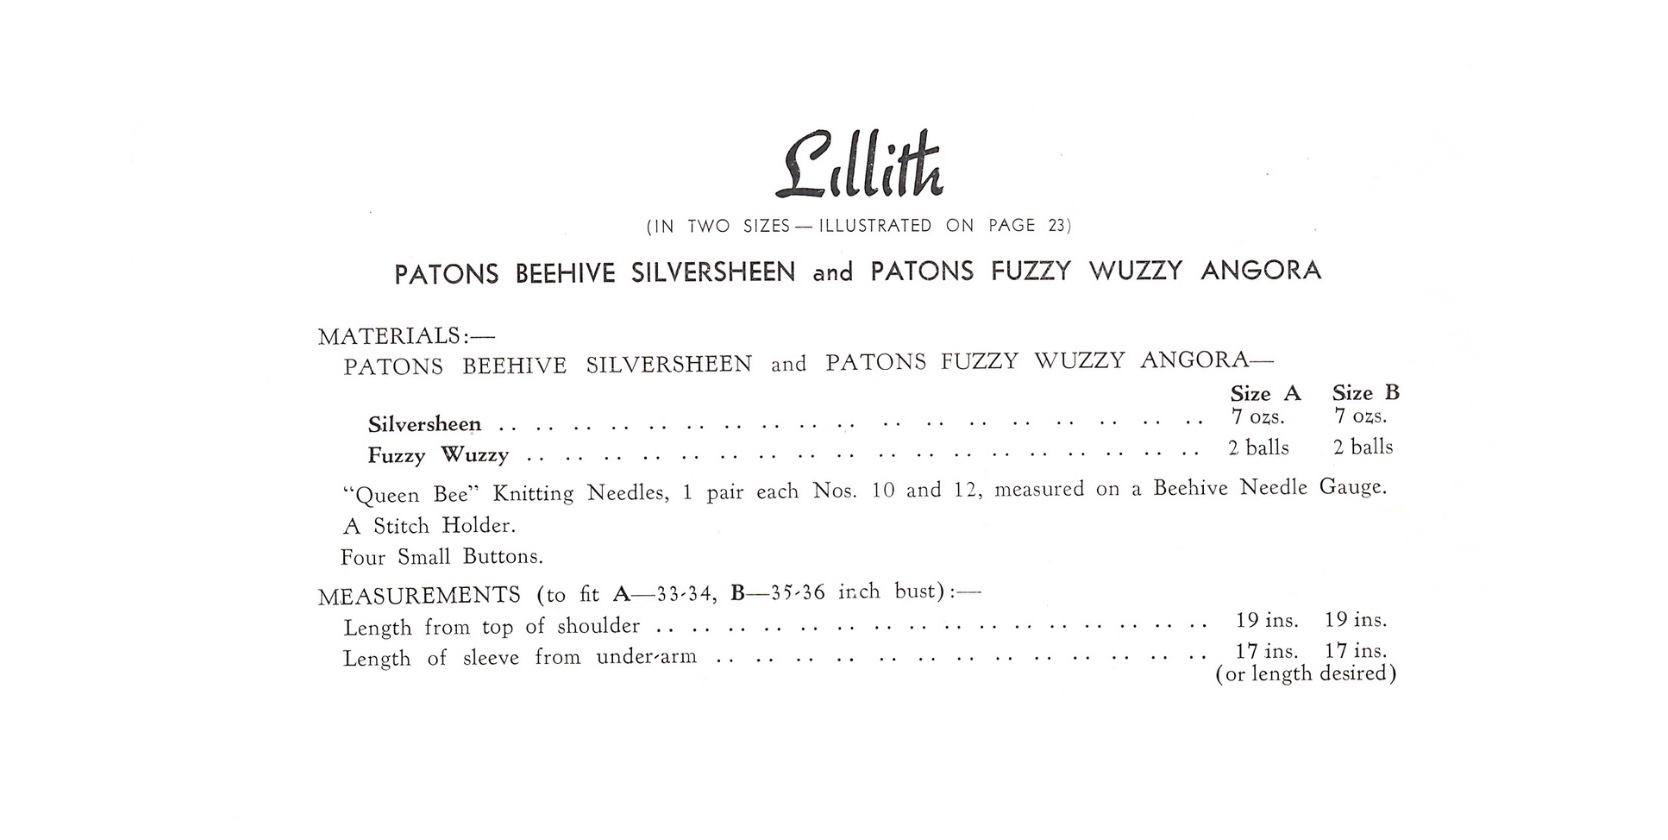 Lillith
(IN TWO SIZES — ILLUSTRATED ON PAGE 23)
PATONS BEEHIVE SILVERSHEEN and PATONS FUZZY WUZZY ANGORA
MATERIALS:—
PATONS BEEHIVE SILVERSHEEN and PATONS FUZZY WUZZY ANGORA—
Size A Size B
Silversheen .. .. .. .. .. .. .. .. .. .. .. .. .. .. .. .. .. .. 7 ozs. 7 ozs.
Fuzzy Wuzzy .. .. .. .. .. .. .. .. .. .. .. .. .. .. .. .. .. .. 2 balls 2 balls
“Queen Bee” Knitting Needles, 1 pair each Nos. 10 and 12, measured on a Beehive Needle Gauge.
A Stitch Holder.
Four Small Buttons.
MEASUREMENTS (to fit A—33-34, B—35-36 inch bust):—
Length from top of shoulder .. .. .. .. .. .. .. .. .. .. .. .. .. .. .. 19 ins. 19 ins.
Length of sleeve from under-arm .. .. .. .. .. .. .. .. .. .. .. .. .. 17 ins. 17 ins.
(or length desired)